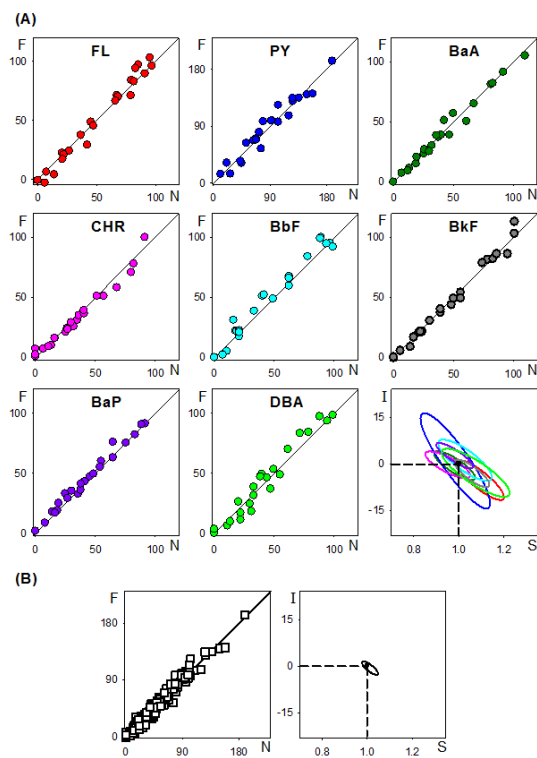 (A)
F FL 100 50 0 0 50 100 N
F PY 180 90 0 0 90 180 N
F BaA 100 50 0 0 50 100 N
F CHR 100 50 0 0 50 100 N
F BbF 100 50 0 0 50 100 N
F BkF 100 50 0 0 50 100 N
F BaP 100 50 0 0 50 100 N
F DBA 100 50 0 0 50 100 N
I 15 0 -15 0.8 1.0 1.2 S
(B)
F 180 90 0 0 90 180 N
I 15 0 -15 0.8 1.0 1.2 S